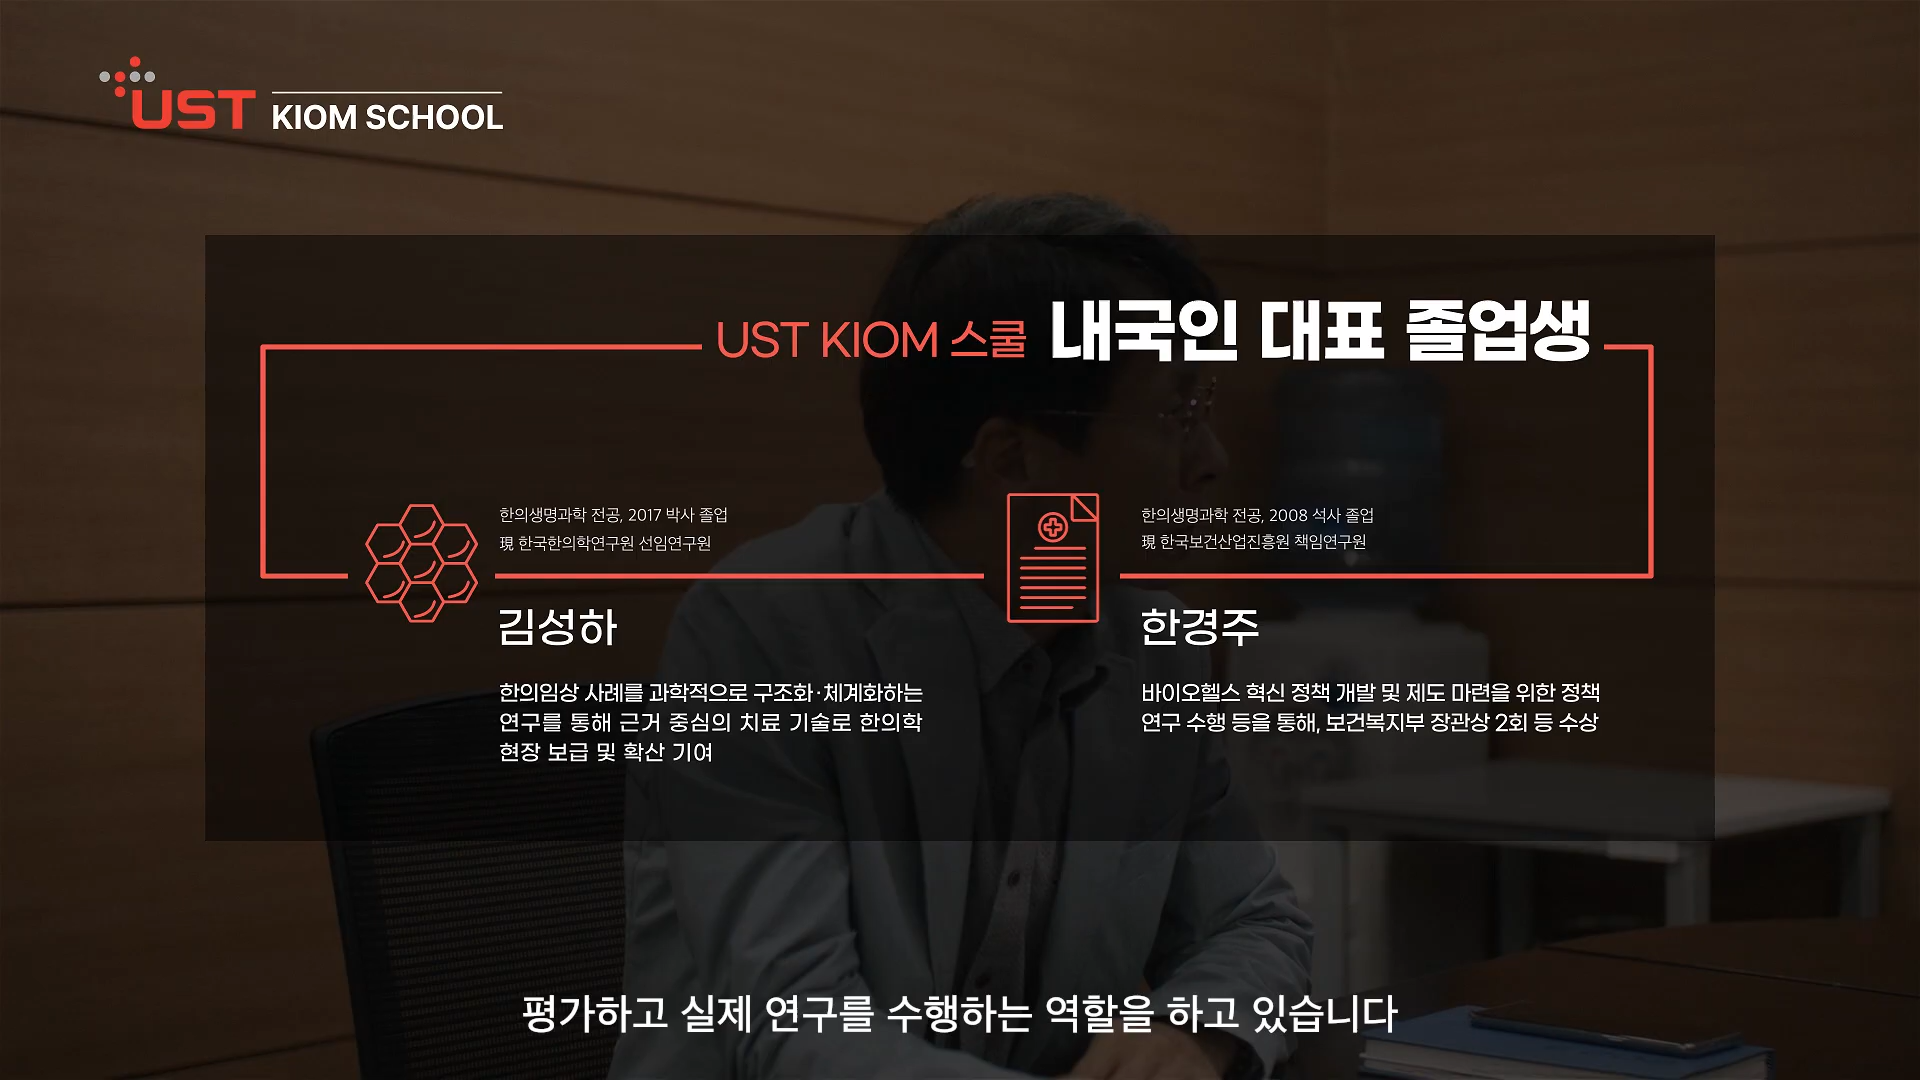 UST KIOM SCHOOL
UST KIOM 스쿨 내국인 대표 졸업생
한의생명과학 전공, 2017 박사 졸업
現 한국한의학연구원 선임연구원
김성하
한의임상 사례를 과학적으로 구조화·체계화하는
연구를 통해 근거 중심의 치료 기술로 한의학
현장 보급 및 확산 기여
한의생명과학 전공, 2008 석사 졸업
現 한국보건산업진흥원 책임연구원
한경주
바이오헬스 혁신 정책 개발 및 제도 마련을 위한 정책
연구 수행 등을 통해, 보건복지부 장관상 2회 등 수상
평가하고 실제 연구를 수행하는 역할을 하고 있습니다